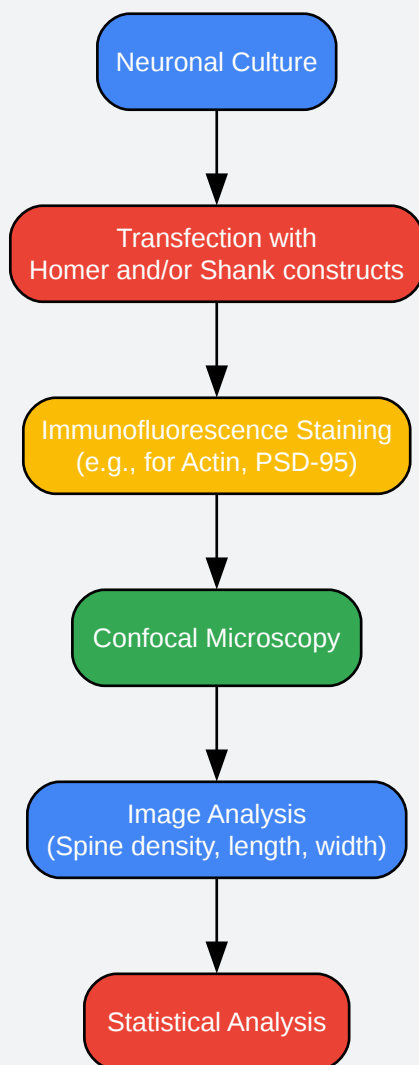 Neuronal Culture
Transfection with
Homer and/or Shank constructs
Immunofluorescence Staining
(e.g., for Actin, PSD-95)
Confocal Microscopy
Image Analysis
(Spine density, length, width)
Statistical Analysis